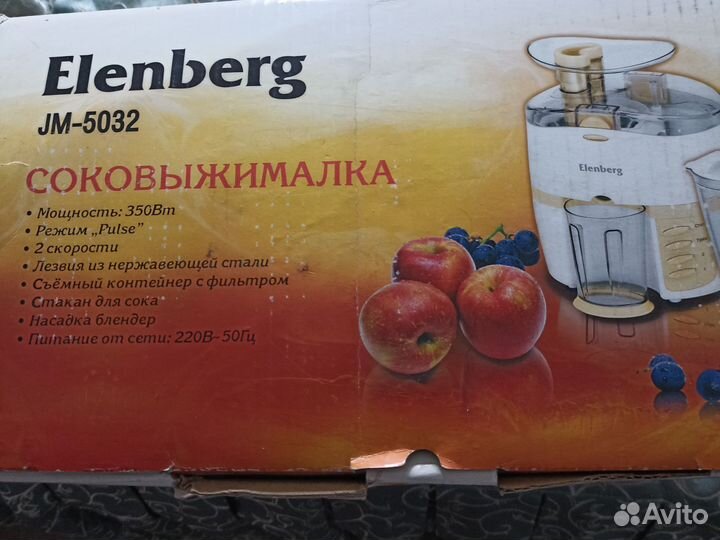 Elenberg
JM-5032
СОКОВЫЖИМАЛКА
• Мощность: 350Вт
• Режим „Pulse”
• 2 скорости
• Лезвия из нержавеющей стали
• Съёмный контейнер с фильтром
• Стакан для сока
• Насадка блендер
• Питание от сети: 220В~50Гц
Elenberg
Avito